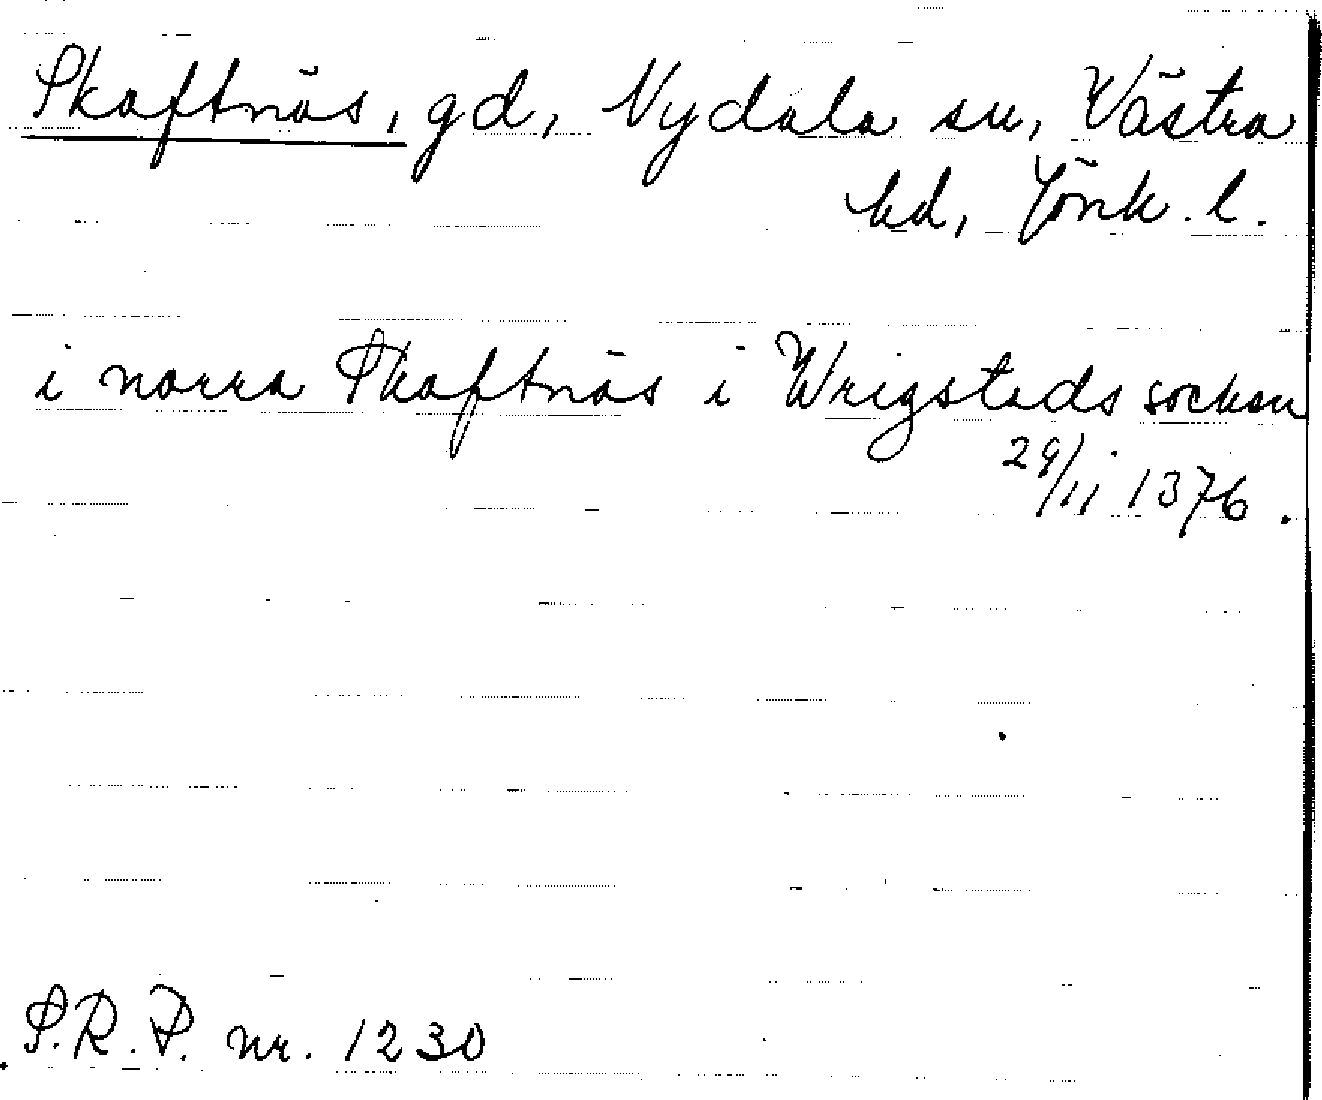 Skaftnäs, gd, Nydala sn, Västra
hd, Jönk. l.
i norra Skaftnäs i Wrigstads socken
29/11 1376.
S.R.P. nr. 1230